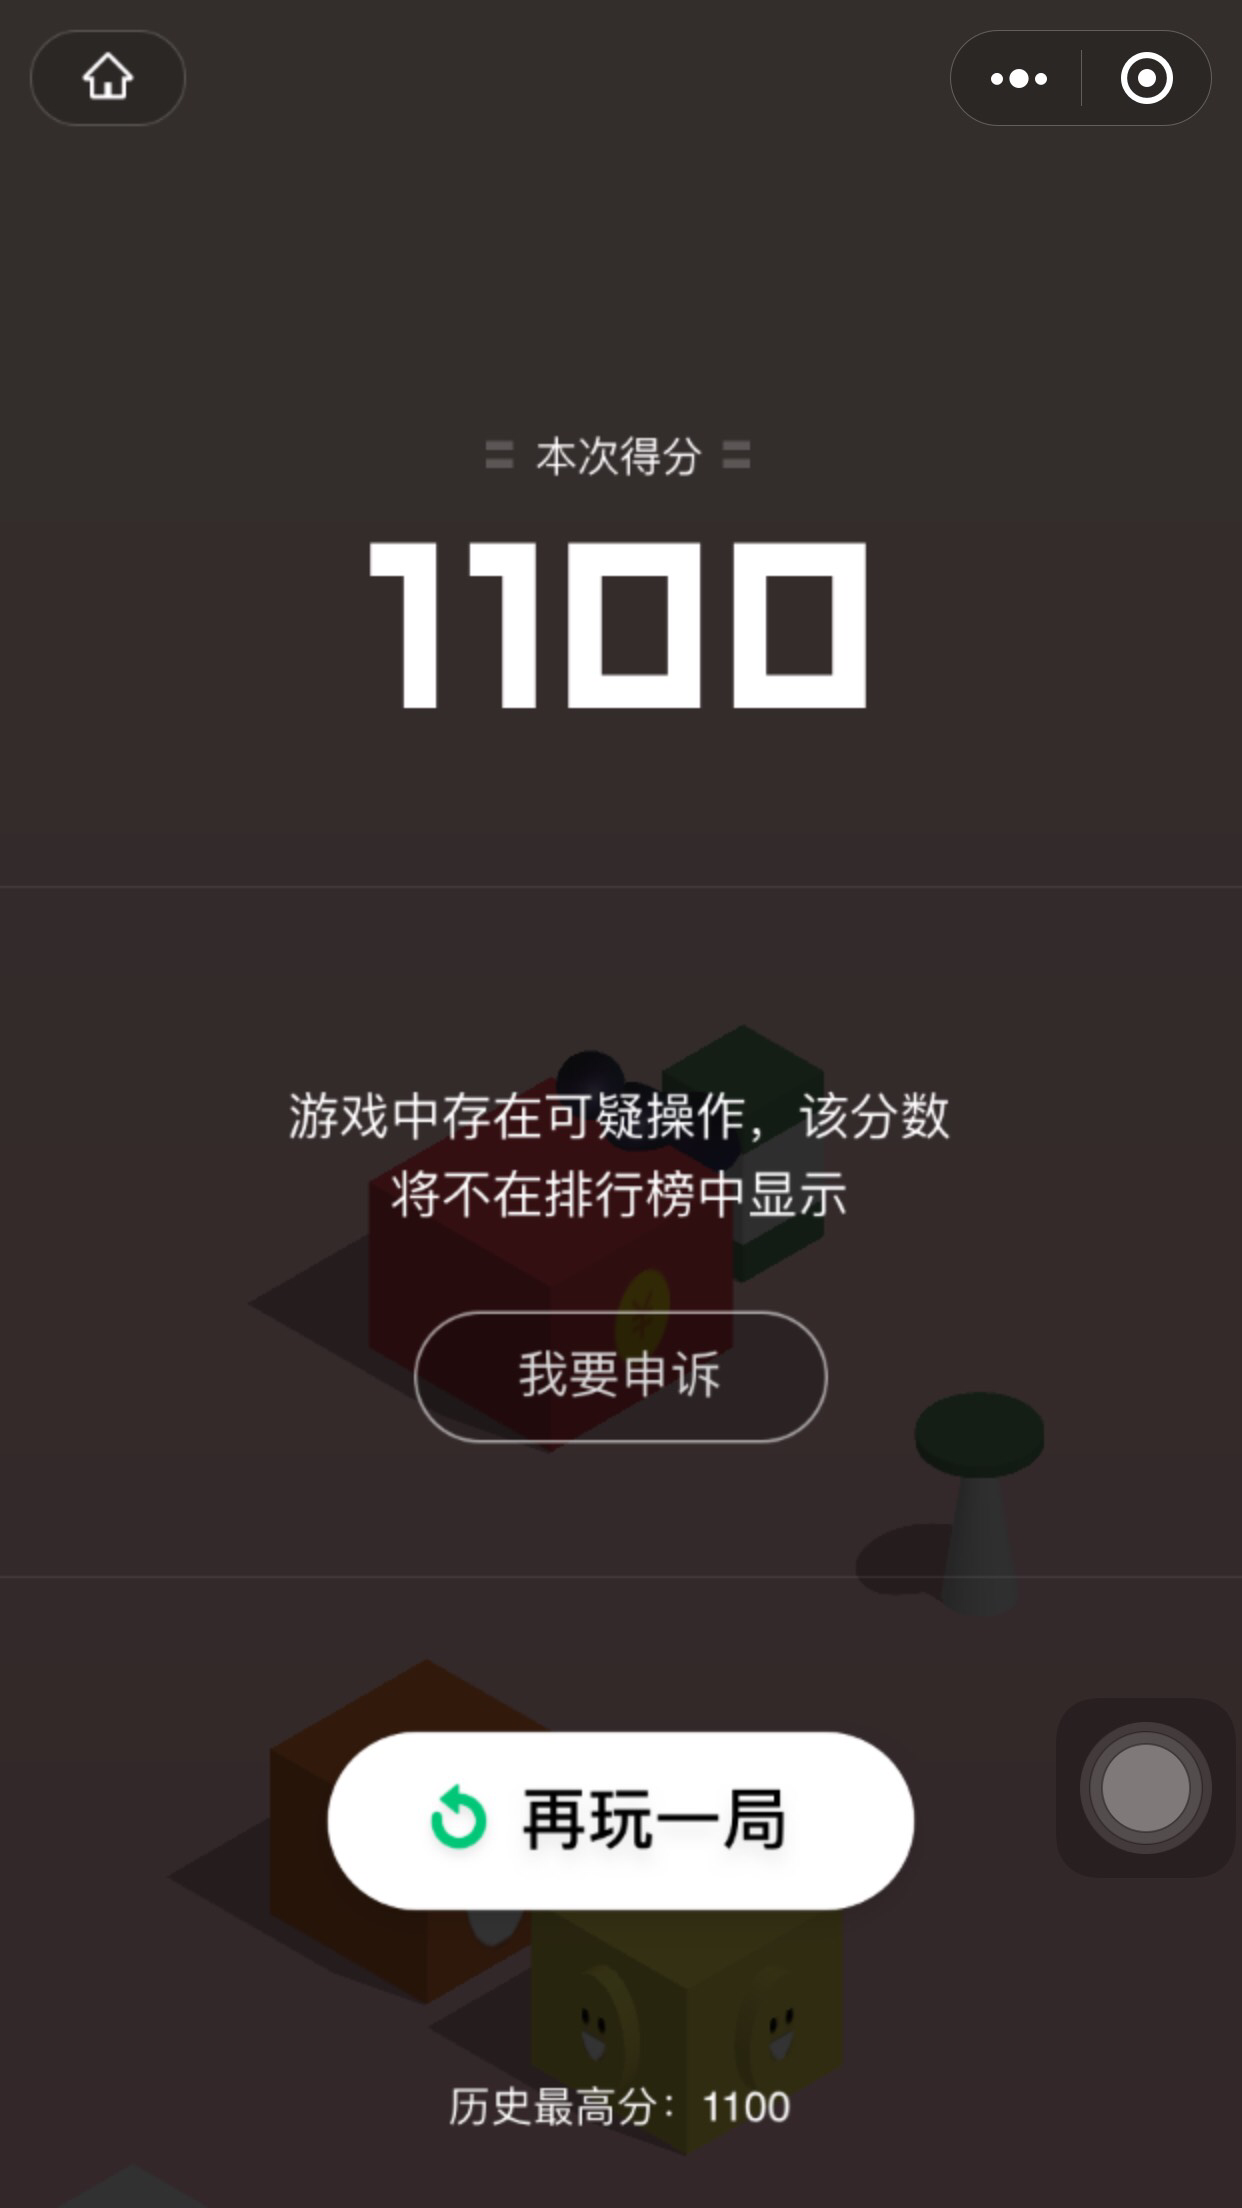 本次得分
1100
游戏中存在可疑操作，该分数
将不在排行榜中显示
我要申诉
再玩一局
历史最高分：1100